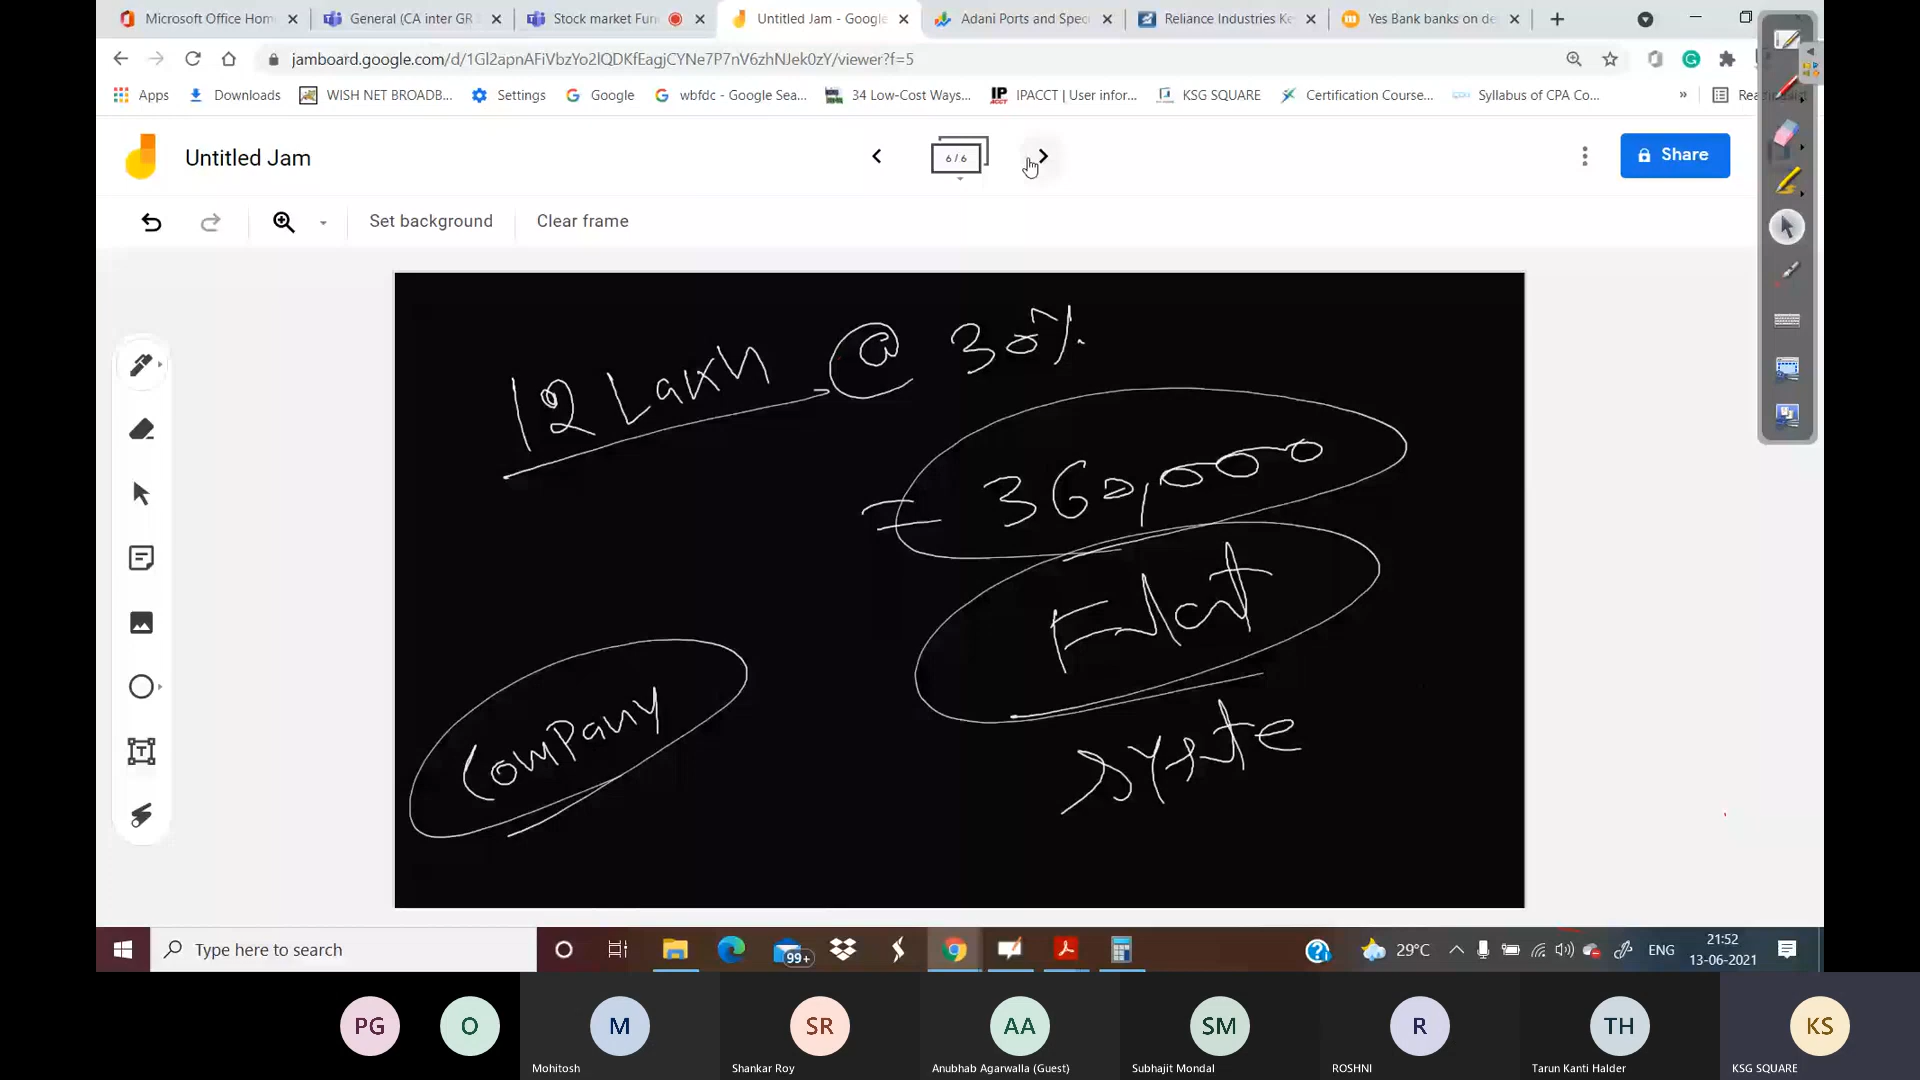 Microsoft Office Hom
General (CA inter GR
Stock market Fun
Untitled Jam - Google
Adani Ports and Spec
Reliance Industries Ke
Yes Bank banks on de
jamboard.google.com/d/1Gl2apnAFiVbzYo2lQDKfEagjCYNe7P7nV6zhNJek0zY/viewer?f=5
Apps
Downloads
WISH NET BROADB...
Settings
Google
wbfdc - Google Sea...
34 Low-Cost Ways...
IPACCT | User infor...
KSG SQUARE
Certification Course...
Syllabus of CPA Co...
»
Untitled Jam
6 / 6
Share
Set background
Clear frame
12 Lakh @ 30%
= 360,000
Flat
syste
Company
Type here to search
99+
29°C
ENG
21:52
13-06-2021
PG
O
M
SR
AA
SM
R
TH
KS
Mohitosh
Shankar Roy
Anubhab Agarwalla (Guest)
Subhajit Mondal
ROSHNI
Tarun Kanti Halder
KSG SQUARE